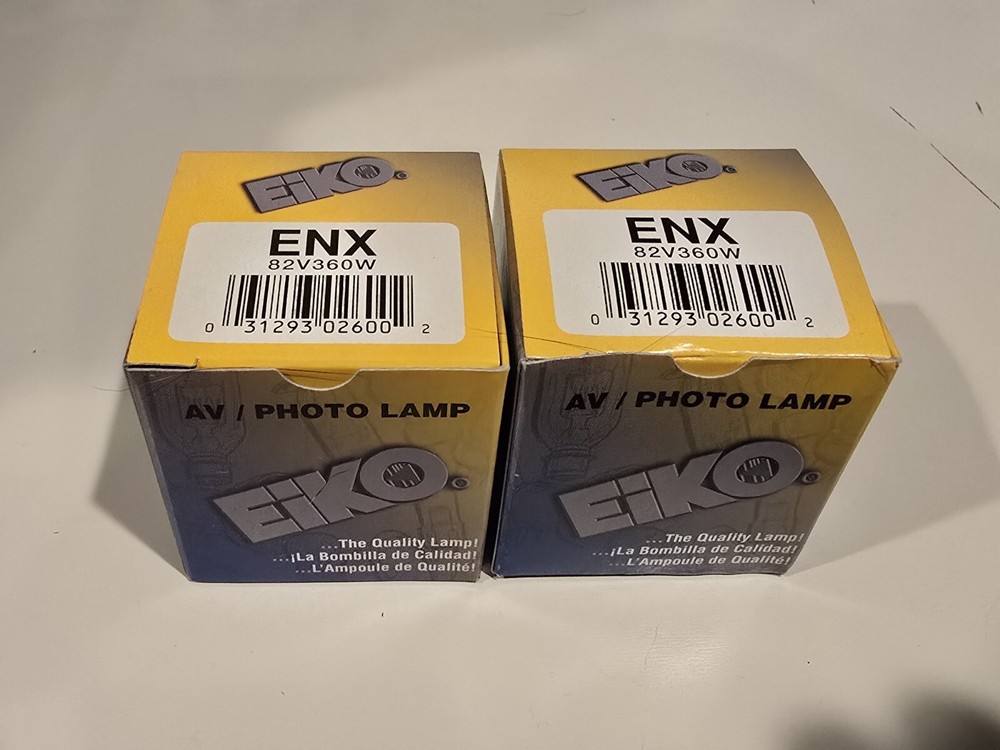 EiKO
ENX
82V360W
0 31293 02600 2
AV / PHOTO LAMP
EiKO
...The Quality Lamp!
...¡La Bombilla de Calidad!
...L'Ampoule de Qualité!
EiKO
ENX
82V360W
0 31293 02600 2
AV / PHOTO LAMP
EiKO
...The Quality Lamp!
...¡La Bombilla de Calidad!
...L'Ampoule de Qualité!